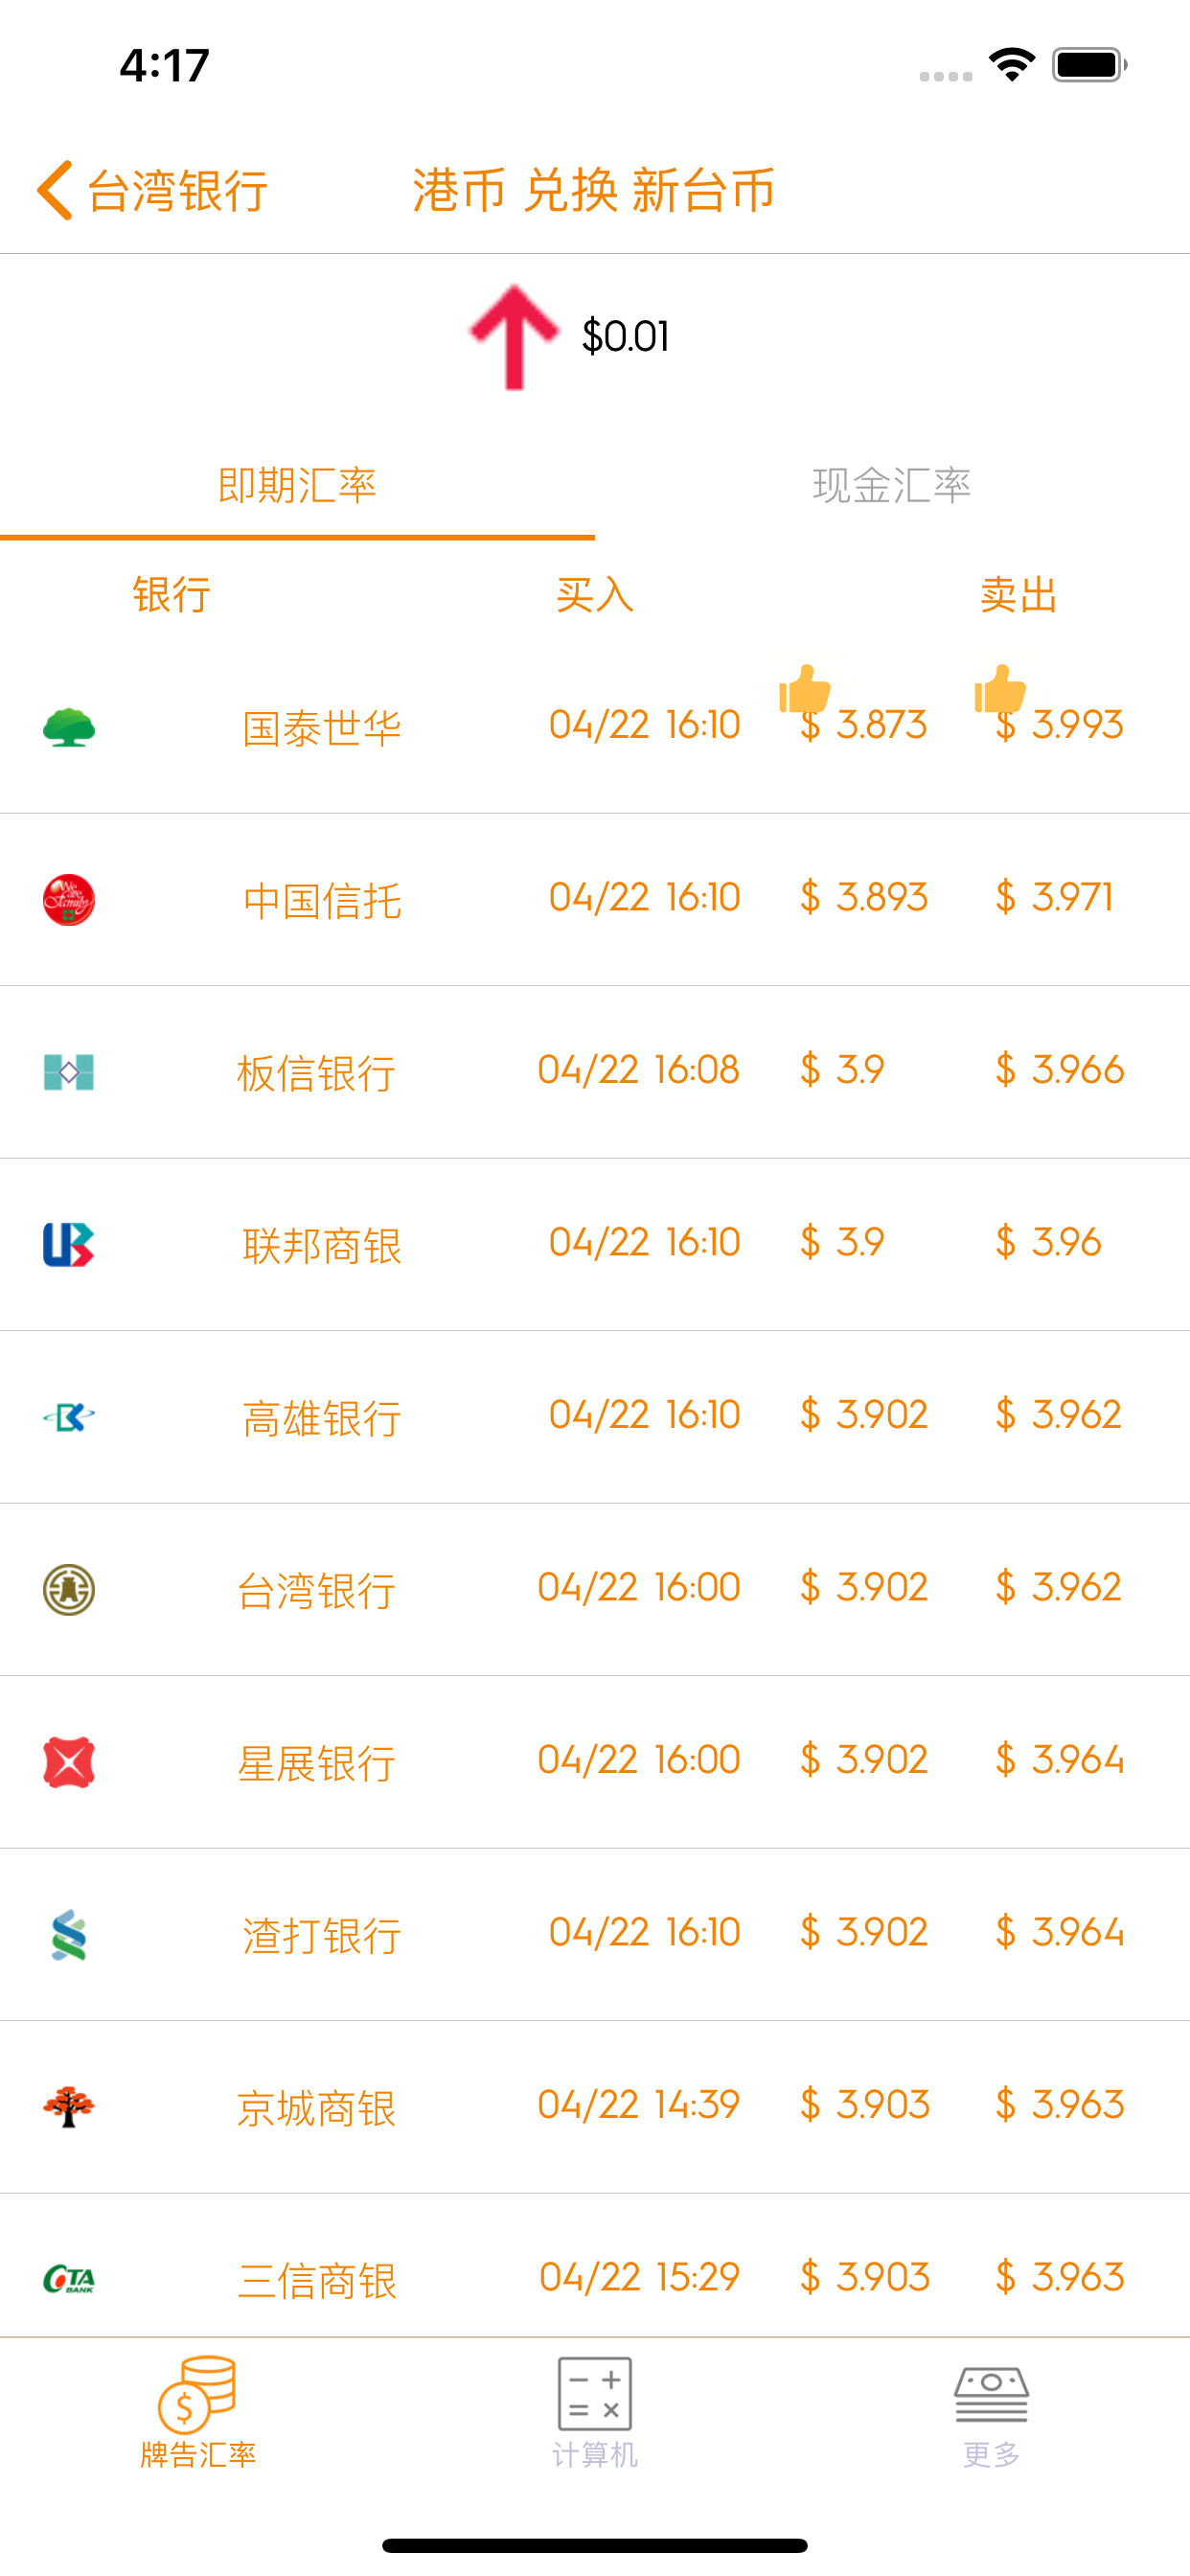 4:17
台湾银行 港币 兑换 新台币
$0.01
即期汇率 现金汇率
银行 买入 卖出
国泰世华 04/22 16:10 $ 3.873 $ 3.993
We are Family
中国信托 04/22 16:10 $ 3.893 $ 3.971
板信银行 04/22 16:08 $ 3.9 $ 3.966
联邦商银 04/22 16:10 $ 3.9 $ 3.96
高雄银行 04/22 16:10 $ 3.902 $ 3.962
台湾银行 04/22 16:00 $ 3.902 $ 3.962
星展银行 04/22 16:00 $ 3.902 $ 3.964
渣打银行 04/22 16:10 $ 3.902 $ 3.964
京城商银 04/22 14:39 $ 3.903 $ 3.963
COTA BANK
三信商银 04/22 15:29 $ 3.903 $ 3.963
牌告汇率 计算机 更多